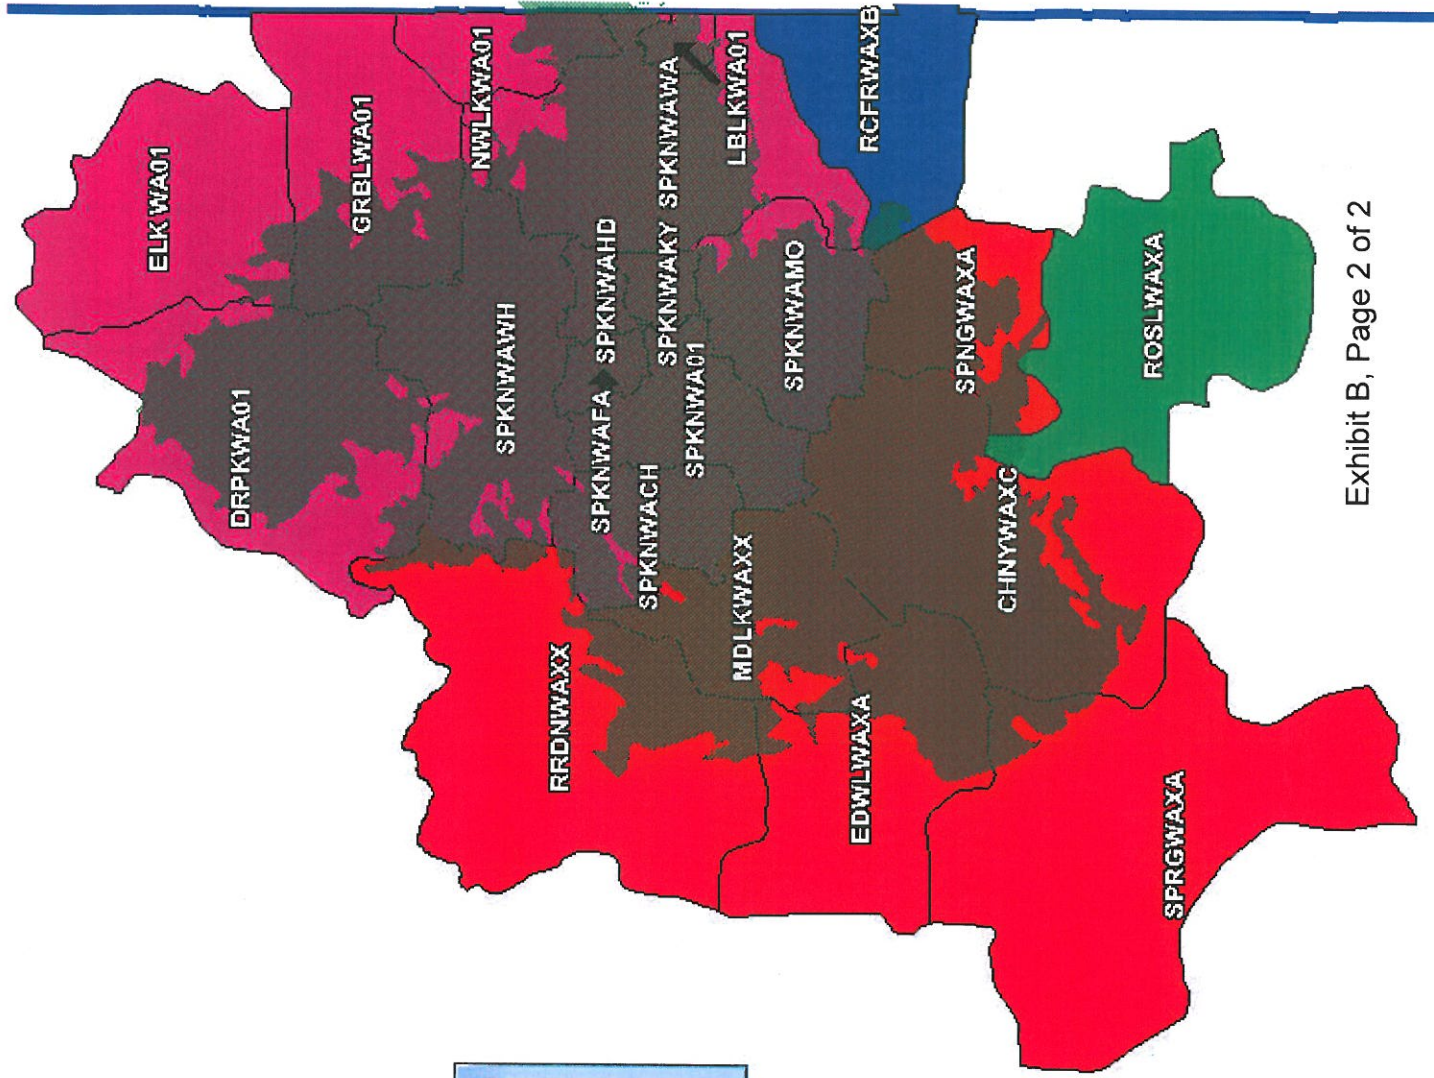 ELK WA01
GRBLWA01
NWLKWA01
DRPKWA01
SPKNWAWH
SPKNWAHD
SPKNWAFA
SPKNWACH
SPKNWA01
SPKNWAKY
SPKNWAWA
LBLKWA01
RCFRWAXB
SPKNWAMO
SPNGWAXA
ROSLWAXA
RRDNWAXX
MDLKWAXX
CHNYWAXC
EDWLWAXA
SPRGWAXA
Exhibit B, Page 2 of 2